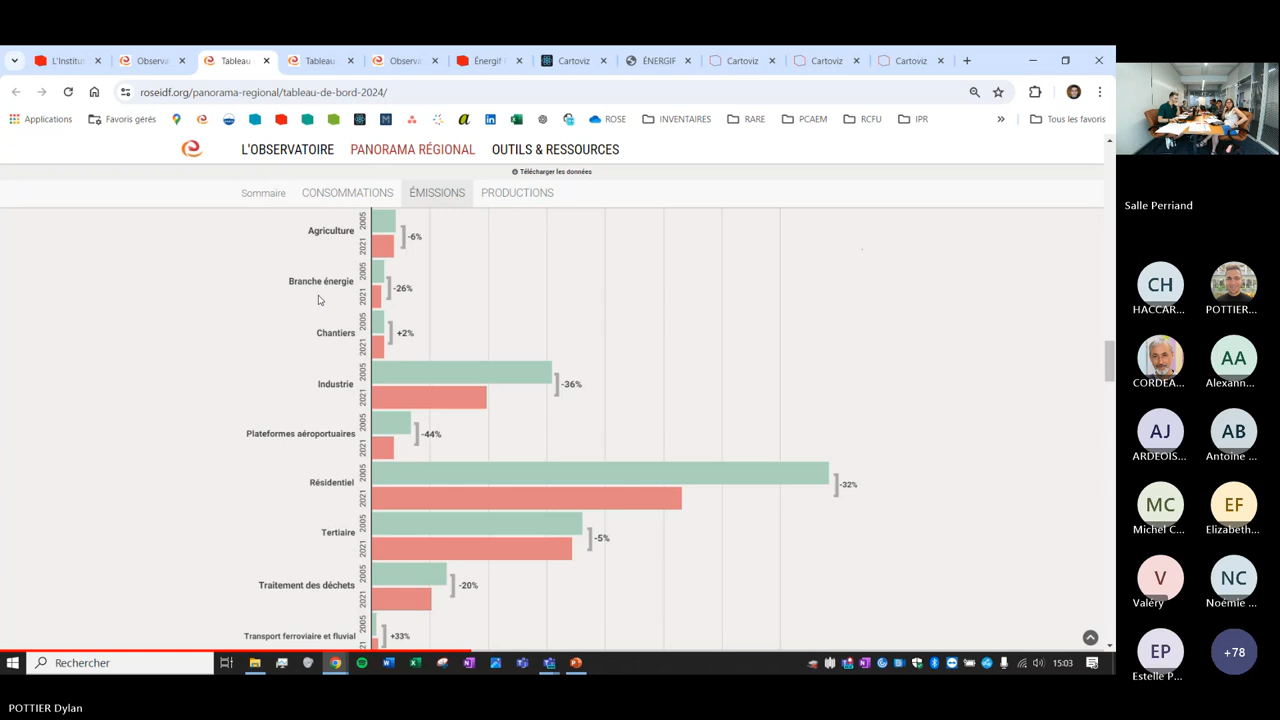 L'Institut
Observa
Tableau
Tableau
Observa
Énergif
Cartoviz
ÉNERGIF
Cartoviz
Cartoviz
Cartoviz
roseidf.org/panorama-regional/tableau-de-bord-2024/
Applications
Favoris gérés
ROSE
INVENTAIRES
RARE
PCAEM
RCFU
IPR
»
Tous les favoris
L'OBSERVATOIRE
PANORAMA RÉGIONAL
OUTILS & RESSOURCES
Télécharger les données
Sommaire
CONSOMMATIONS
ÉMISSIONS
PRODUCTIONS
Agriculture
2005
2021
-6%
Branche énergie
2005
2021
-26%
Chantiers
2005
2021
+2%
Industrie
2005
2021
-36%
Plateformes aéroportuaires
2005
2021
-44%
Résidentiel
2005
2021
-32%
Tertiaire
2005
2021
-5%
Traitement des déchets
2005
2021
-20%
Transport ferroviaire et fluvial
2005
21
+33%
Rechercher
15:03
Salle Perriand
CH
HACCAR...
POTTIER...
CORDEA...
AA
Alexann...
AJ
ARDEOIS...
AB
Antoine ...
MC
Michel C...
EF
Elizabeth...
V
Valéry
NC
Noémie ...
EP
Estelle P...
+78
POTTIER Dylan